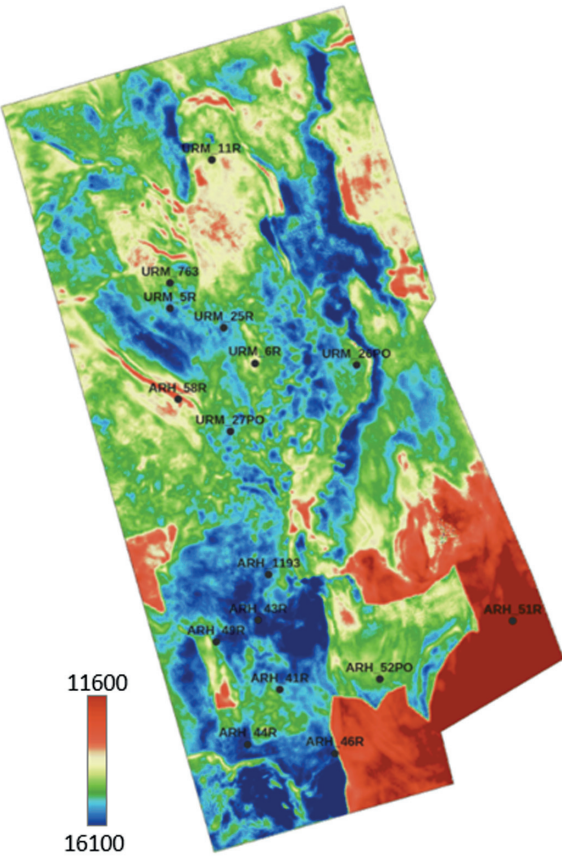 URM_11R
URM_763
URM_5R
URM_25R
URM_6R
URM_26PO
ARH_58R
URM_27PO
ARH_1193
ARH_43R
ARH_51R
ARH_49R
ARH_52PO
ARH_41R
11600
ARH_44R
ARH_46R
16100